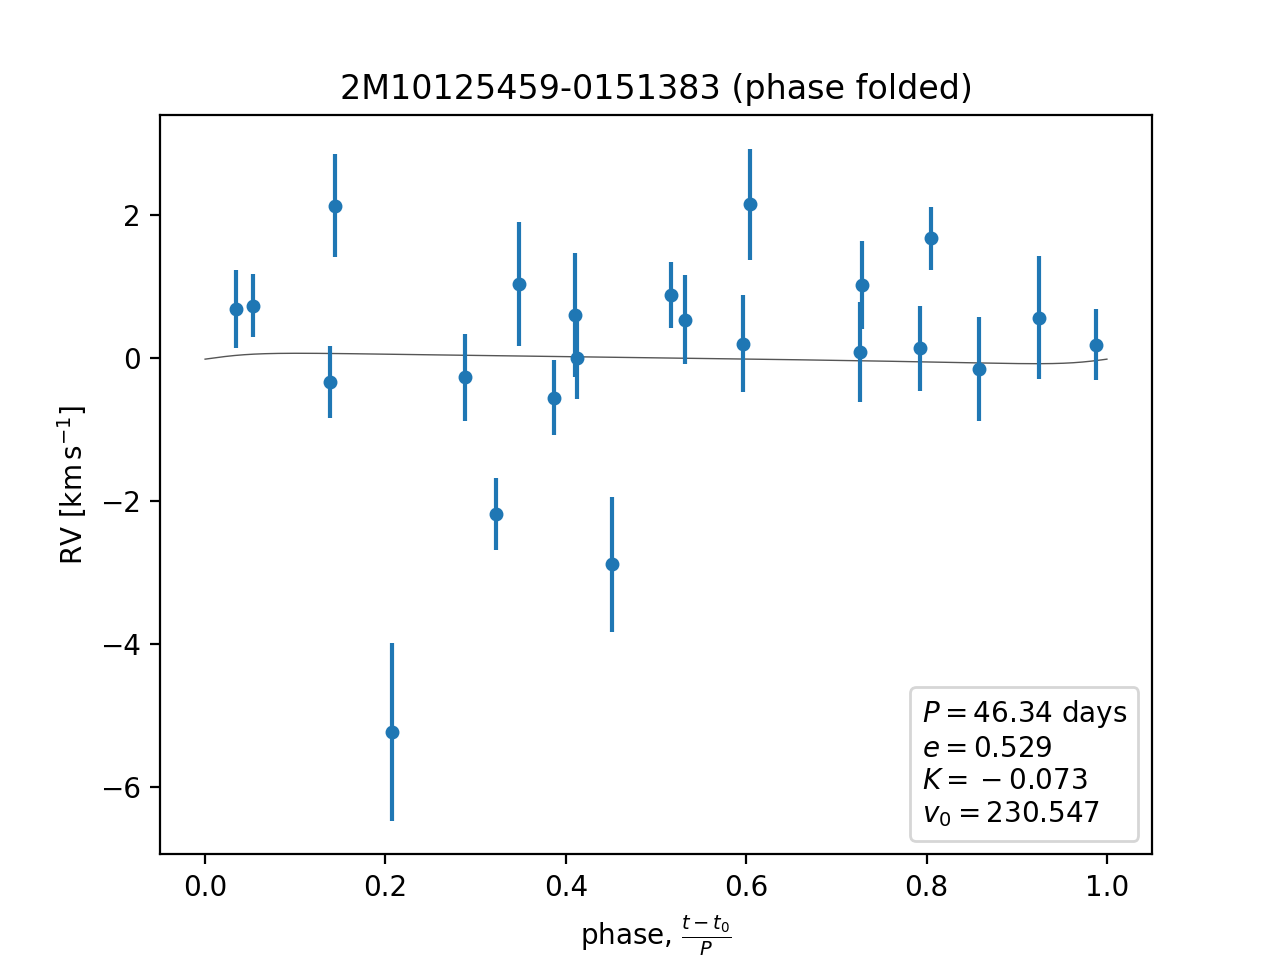 2M10125459-0151383 (phase folded)
RV [km s⁻¹]
2
0
−2
−4
−6
P = 46.34 days
e = 0.529
K = −0.073
v₀ = 230.547
0.0 0.2 0.4 0.6 0.8 1.0
phase, (t − t₀)/P